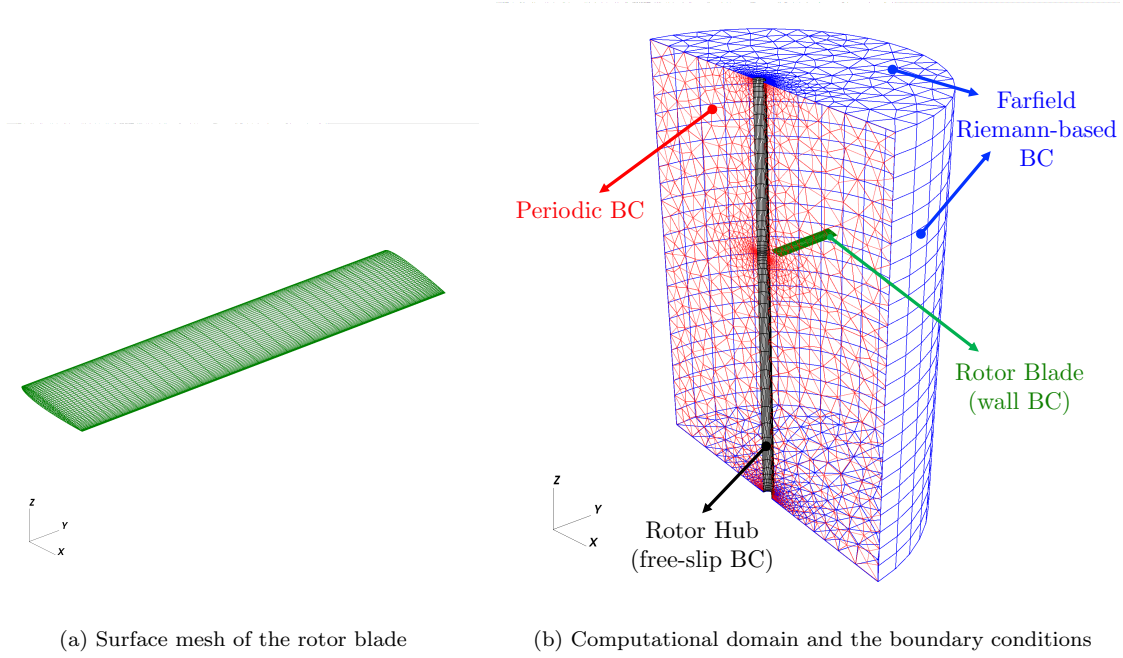 Farfield
Riemann-based
BC
Periodic BC
Rotor Blade
(wall BC)
Rotor Hub
(free-slip BC)
Z
Y
X
Z
Y
X
(a) Surface mesh of the rotor blade
(b) Computational domain and the boundary conditions